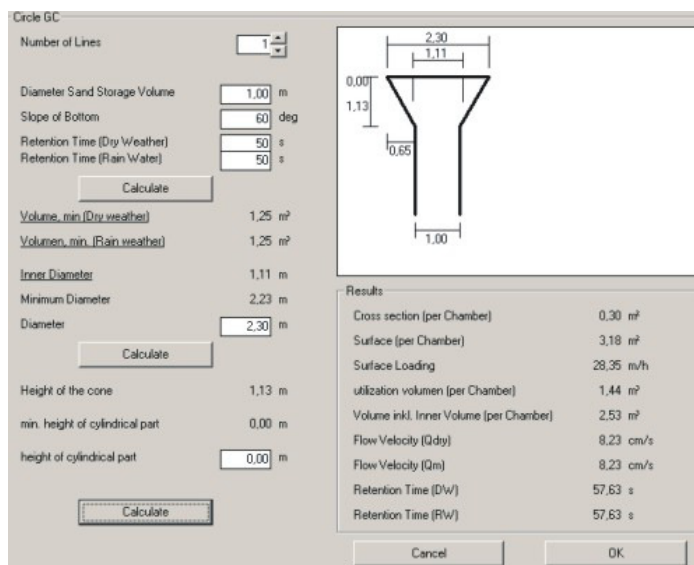 Circle GC
Number of Lines 1
Diameter Sand Storage Volume 1,00 m
Slope of Bottom 60 deg
Retention Time (Dry Weather) 50 s
Retention Time (Rain Water) 50 s
Calculate
Volume, min (Dry weather) 1,25 m³
Volumen, min. (Rain weather) 1,25 m³
Inner Diameter 1,11 m
Minimum Diameter 2,23 m
Diameter 2,30 m
Calculate
Height of the cone 1,13 m
min. height of cylindrical part 0,00 m
height of cylindrical part 0,00 m
Calculate
2,30
1,11
0,00
1,13
0,65
1,00
Results
Cross section (per Chamber) 0,30 m²
Surface (per Chamber) 3,18 m²
Surface Loading 28,35 m/h
utilization volumen (per Chamber) 1,44 m³
Volume inkl. Inner Volume (per Chamber) 2,53 m³
Flow Velocity (Qdry) 8,23 cm/s
Flow Velocity (Qm) 8,23 cm/s
Retention Time (DW) 57,63 s
Retention Time (RW) 57,63 s
Cancel OK